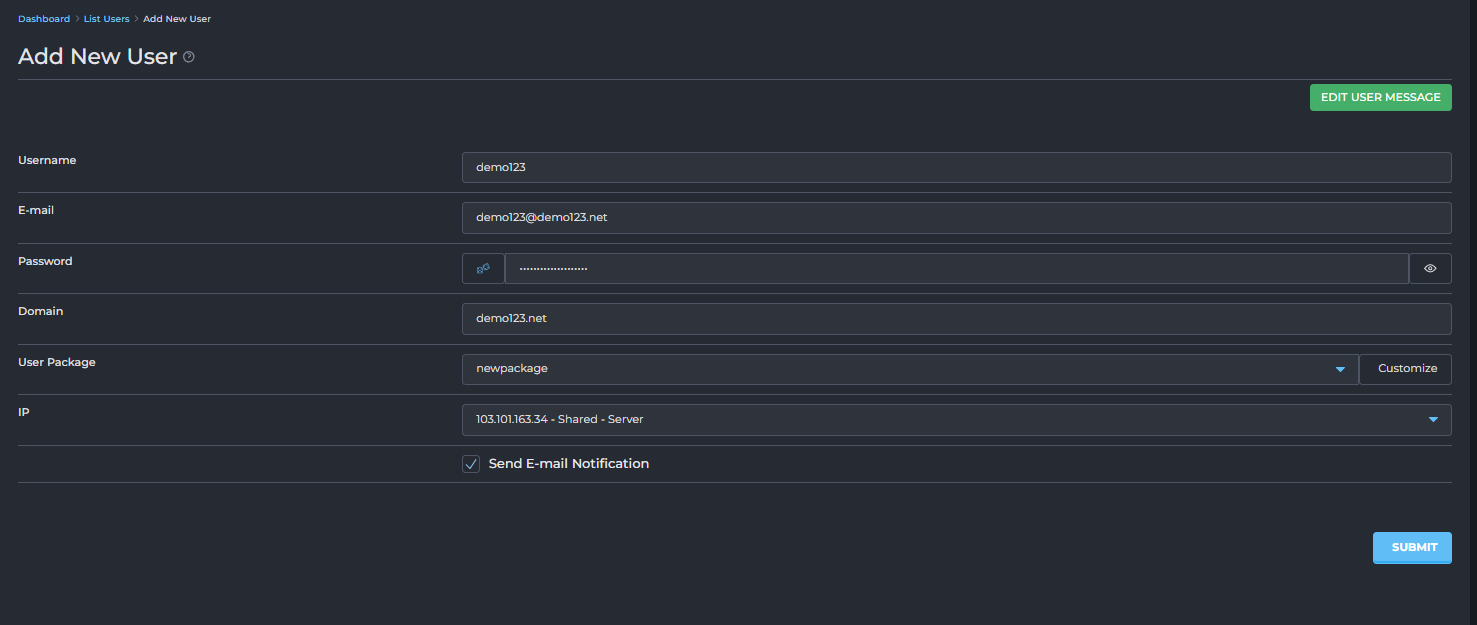 Dashboard > List Users > Add New User
Add New User
EDIT USER MESSAGE
Username
demo123
E-mail
demo123@demo123.net
Password
••••••••••••••••••••
Domain
demo123.net
User Package
newpackage
Customize
IP
103.101.163.34 - Shared - Server
Send E-mail Notification
SUBMIT